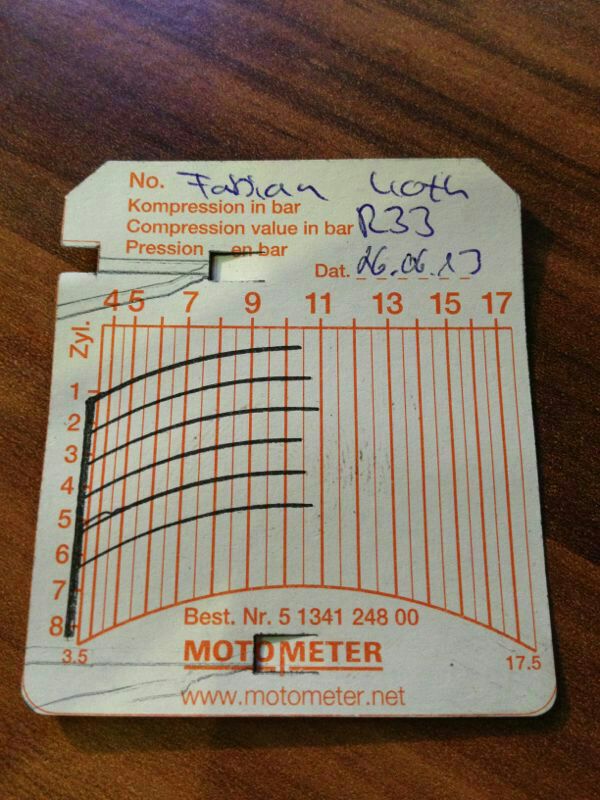 No. Fabian Koth
Kompression in bar
Compression value in bar R33
Pression en bar
Dat. 26.06.13
4 5 7 9 11 13 15 17
Zyl.
1
2
3
4
5
6
7
8
3.5 17.5
Best. Nr. 5 1341 248 00
MOTOMETER
www.motometer.net